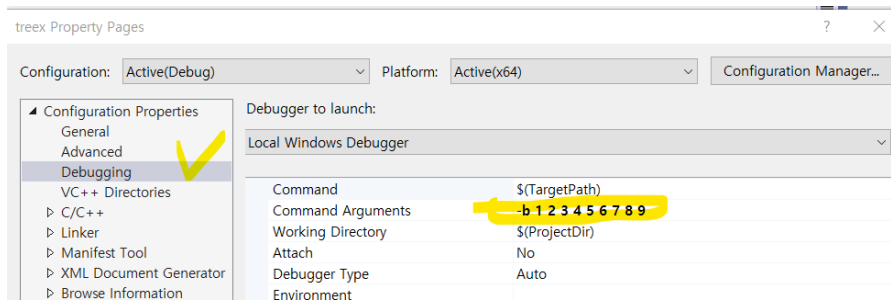 treex Property Pages ?
Configuration: Active(Debug) Platform: Active(x64) Configuration Manager...
Configuration Properties
General
Advanced
Debugging
VC++ Directories
C/C++
Linker
Manifest Tool
XML Document Generator
Browse Information
Debugger to launch:
Local Windows Debugger
Command $(TargetPath)
Command Arguments -b 1 2 3 4 5 6 7 8 9
Working Directory $(ProjectDir)
Attach No
Debugger Type Auto
Environment